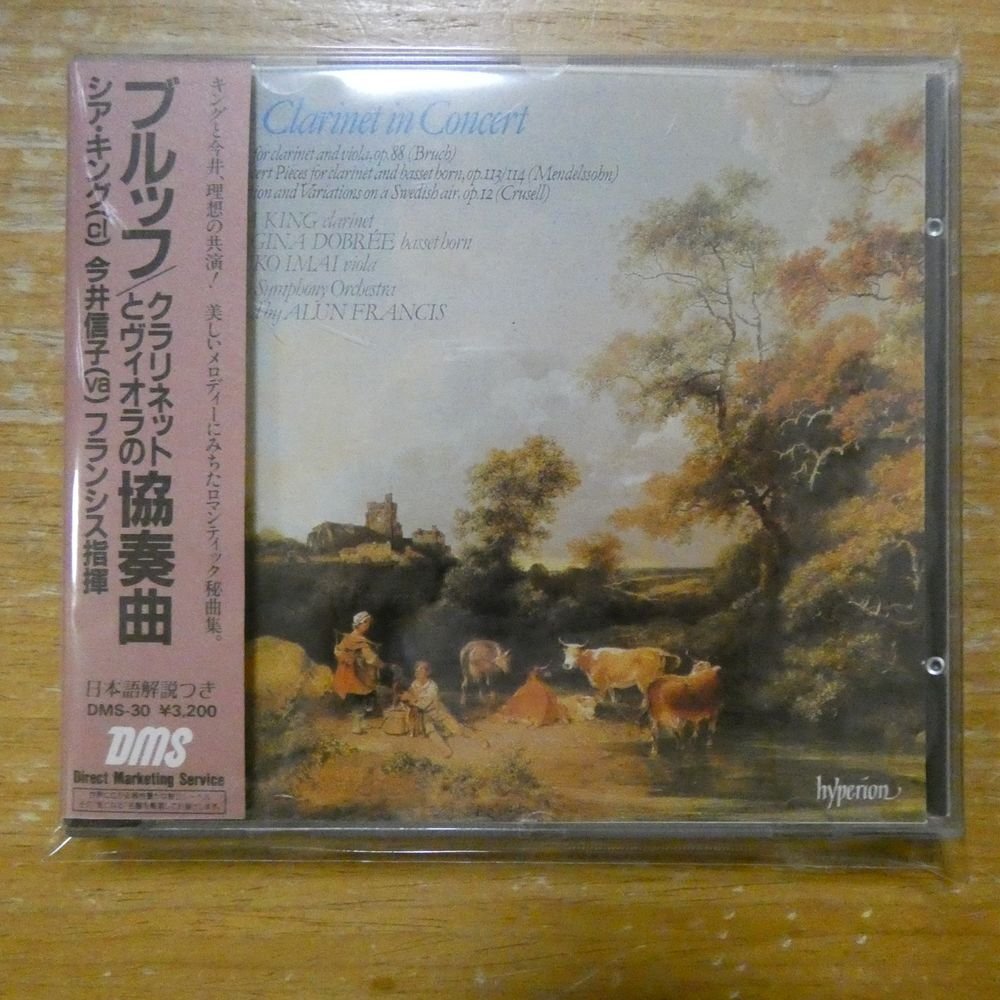 キングと今井、理想の共演! 美しいメロディーにみちたロマンティック秘曲集。
ブルッフ/クラリネットとヴィオラの協奏曲
シア・キング(cl) 今井信子(va) フランシス指揮
日本語解説つき
DMS-30 ¥3,200
DMS
Direct Marketing Service
Clarinet in Concert
for clarinet and viola, op.88 (Bruch)
ert Pieces for clarinet and basset horn, op.113/114 (Mendelssohn)
ion and Variations on a Swedish air, op.12 (Crusell)
KING clarinet
GINA DOBRÉE basset horn
KO IMAI viola
Symphony Orchestra
d by ALUN FRANCIS
hyperion